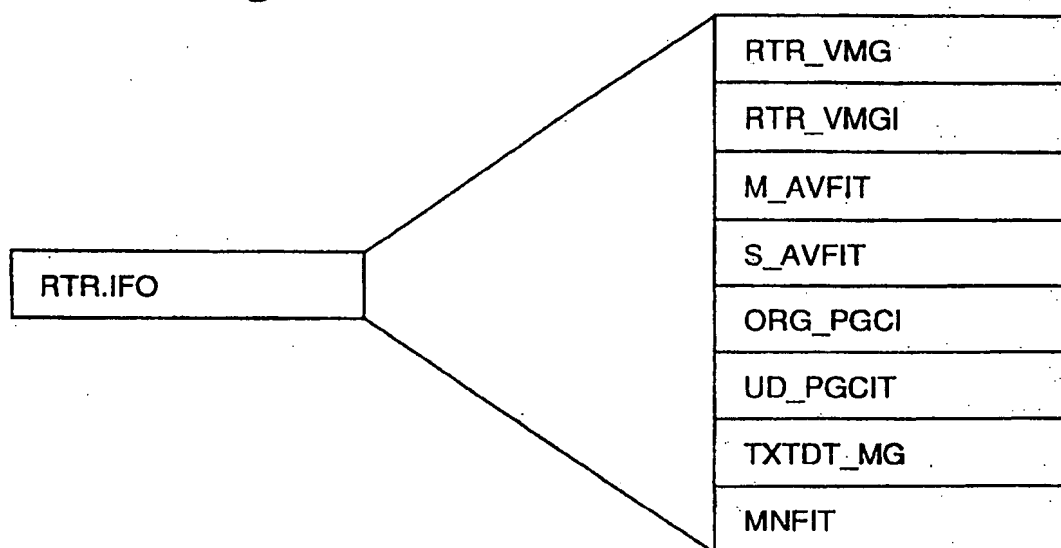 RTR.IFO
RTR_VMG
RTR_VMGI
M_AVFIT
S_AVFIT
ORG_PGCI
UD_PGCIT
TXTDT_MG
MNFIT